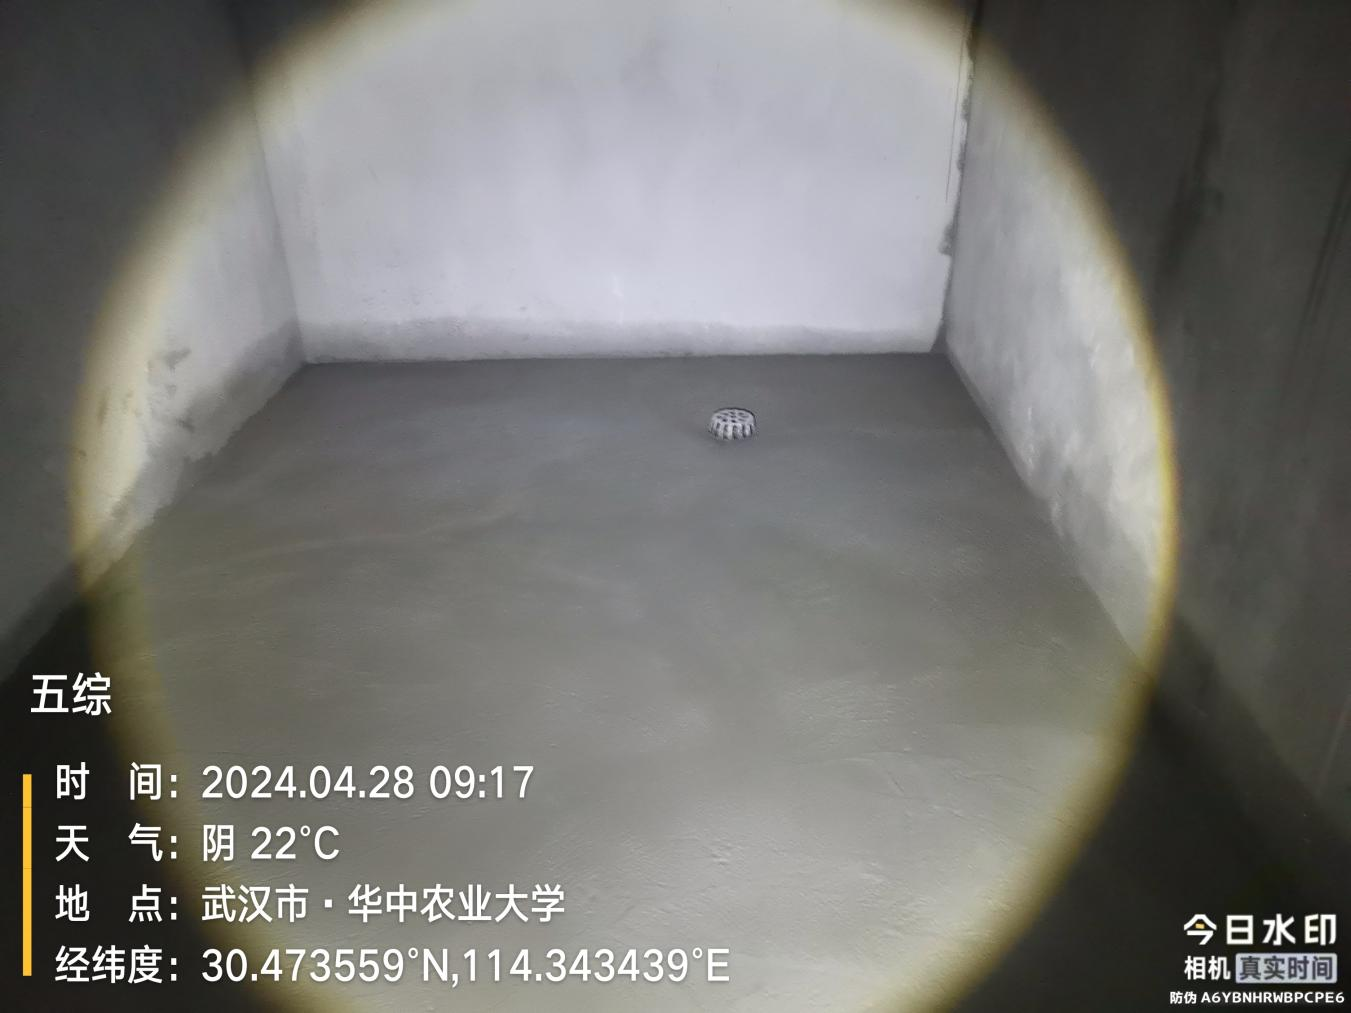 五综
时 间：2024.04.28 09:17
天 气：阴 22°C
地 点：武汉市·华中农业大学
经纬度：30.473559°N,114.343439°E
今日水印
相机 真实时间
防伪 A6YBNHRWBPCPE6